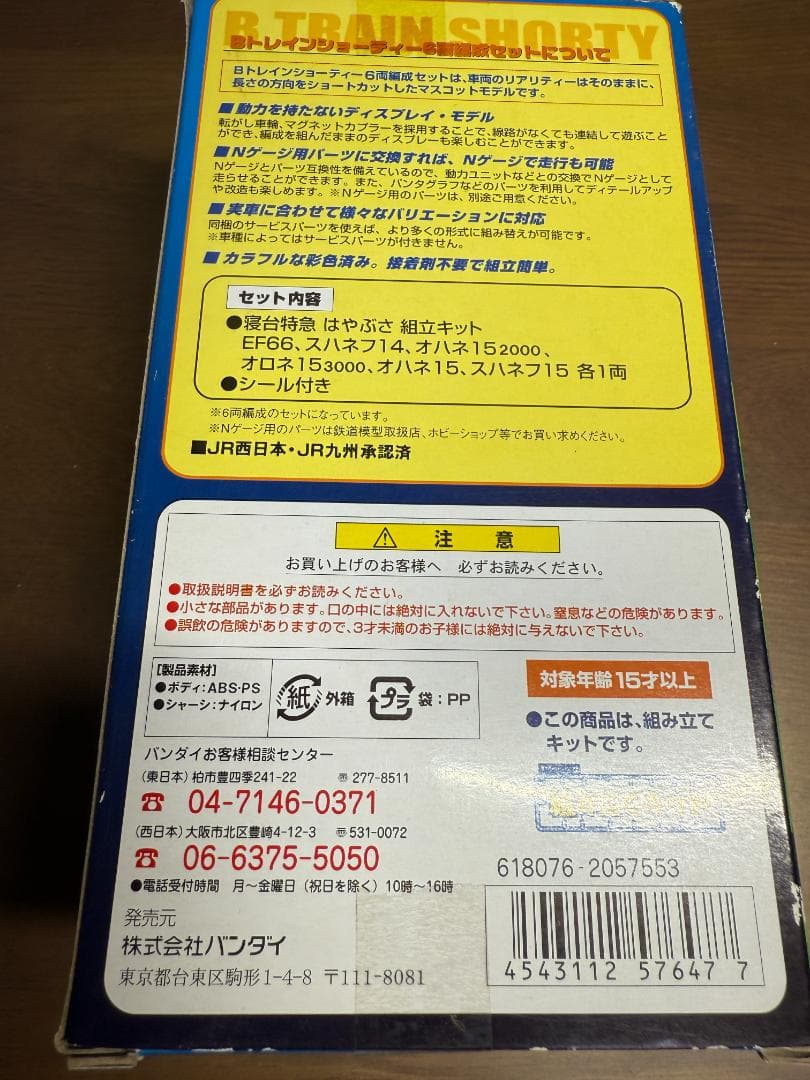 B TRAIN SHORTY
Bトレインショーティー6両編成セットについて
Bトレインショーティー6両編成セットは、車両のリアリティーはそのままに、
長さの方向をショートカットしたマスコットモデルです。
■動力を持たないディスプレイ・モデル
転がし車輪、マグネットカプラーを採用することで、線路がなくても連結して遊ぶこと
ができ、編成を組んだままのディスプレーも楽しむことができます。
■Nゲージ用パーツに交換すれば、Nゲージで走行も可能
Nゲージとパーツ互換性を備えているので、動力ユニットなどとの交換でNゲージとして
走らせることができます。また、パンタグラフなどのパーツを利用してディテールアップ
や改造も楽しめます。※Nゲージ用のパーツは、別途ご用意ください。
■実車に合わせて様々なバリエーションに対応
同梱のサービスパーツを使えば、より多くの形式に組み替えが可能です。
※車種によってはサービスパーツが付きません。
■カラフルな彩色済み。接着剤不要で組立簡単。
セット内容
●寝台特急 はやぶさ 組立キット
EF66、スハネフ14、オハネ152000、
オロネ153000、オハネ15、スハネフ15 各1両
●シール付き
※6両編成のセットになっています。
※Nゲージ用のパーツは鉄道模型取扱店、ホビーショップ等でお買い求めください。
■JR西日本・JR九州承認済
⚠ 注意
お買い上げのお客様へ 必ずお読みください。
●取扱説明書を必ずお読みください。
●小さな部品があります。口の中には絶対に入れないで下さい。窒息などの危険があります。
●誤飲の危険がありますので、3才未満のお子様には絶対に与えないで下さい。
【製品素材】
●ボディ:ABS・PS
●シャーシ:ナイロン
紙 外箱
プラ 袋:PP
対象年齢15才以上
●この商品は、組み立て
キットです。
バンダイお客様相談センター
(東日本)柏市豊四季241-22 〠277-8511
☎ 04-7146-0371
(西日本)大阪市北区豊崎4-12-3 〠531-0072
☎ 06-6375-5050
●電話受付時間 月~金曜日(祝日を除く)10時~16時
発売元
株式会社バンダイ
東京都台東区駒形1-4-8 〒111-8081
618076-2057553
4543112 57647 7